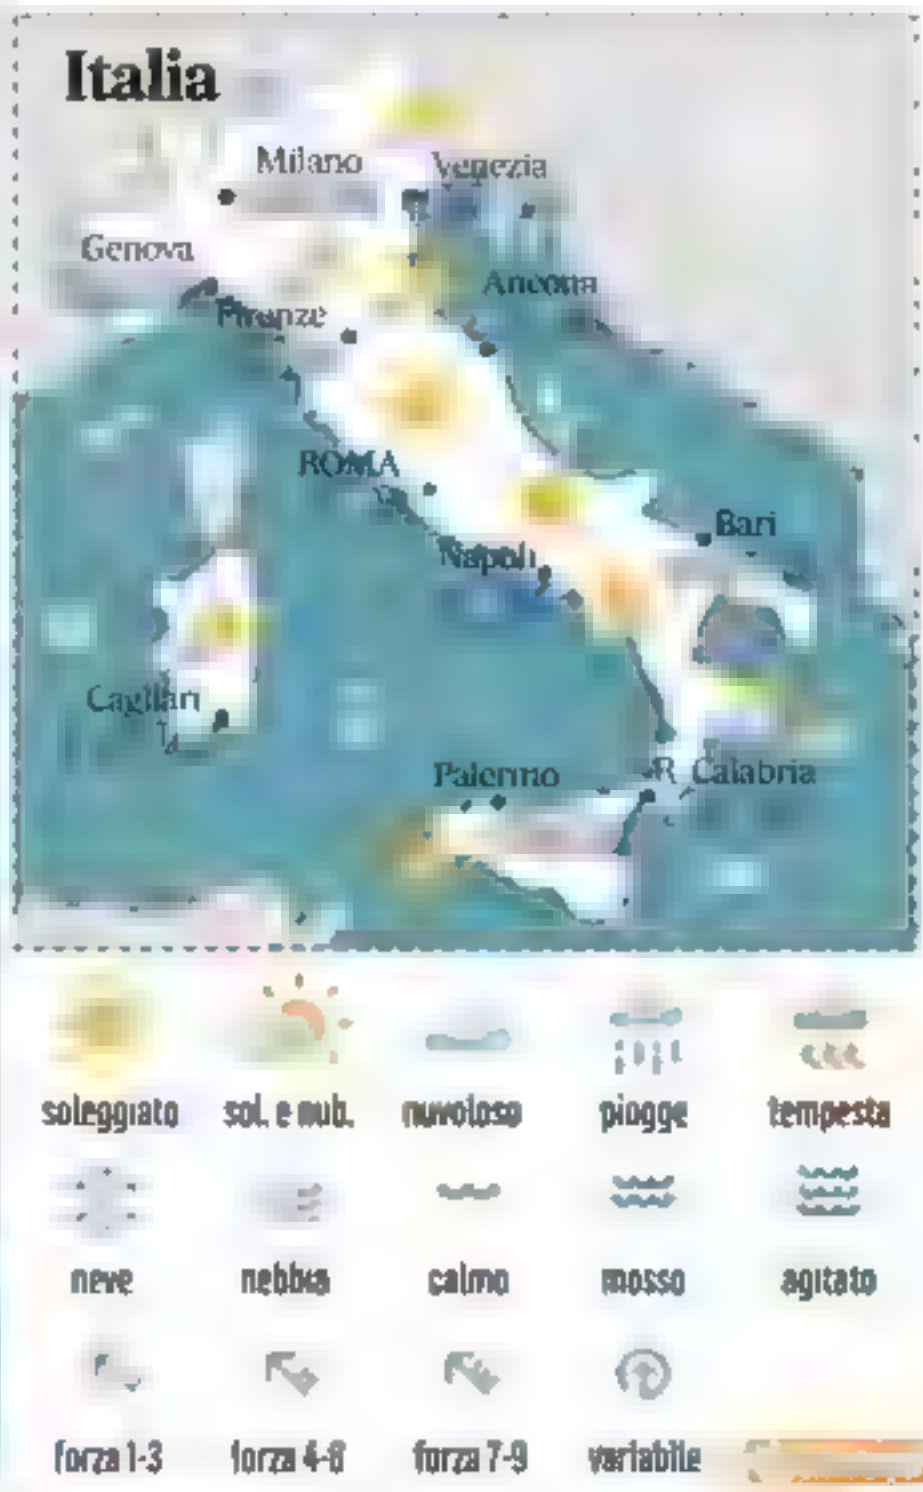 Italia
Milano
Venezia
Genova
Ancona
Firenze
ROMA
Bari
Napoli
Cagliari
Palermo
R. Calabria
soleggiato
sol. e nub.
nuvoloso
piogge
tempesta
neve
nebbia
calmo
mosso
agitato
forza 1-3
forza 4-6
forza 7-9
variabile